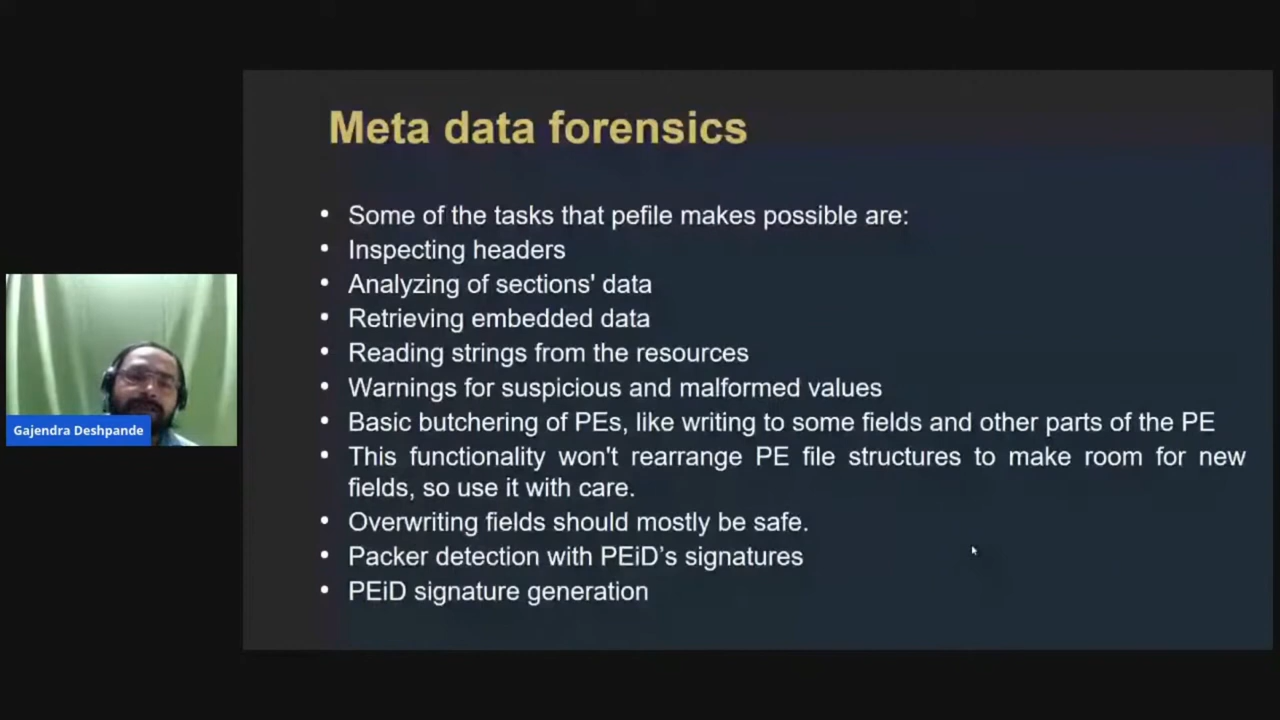 Meta data forensics
• Some of the tasks that pefile makes possible are:
• Inspecting headers
• Analyzing of sections' data
• Retrieving embedded data
• Reading strings from the resources
• Warnings for suspicious and malformed values
• Basic butchering of PEs, like writing to some fields and other parts of the PE
• This functionality won't rearrange PE file structures to make room for new
fields, so use it with care.
• Overwriting fields should mostly be safe.
• Packer detection with PEiD’s signatures
• PEiD signature generation
Gajendra Deshpande